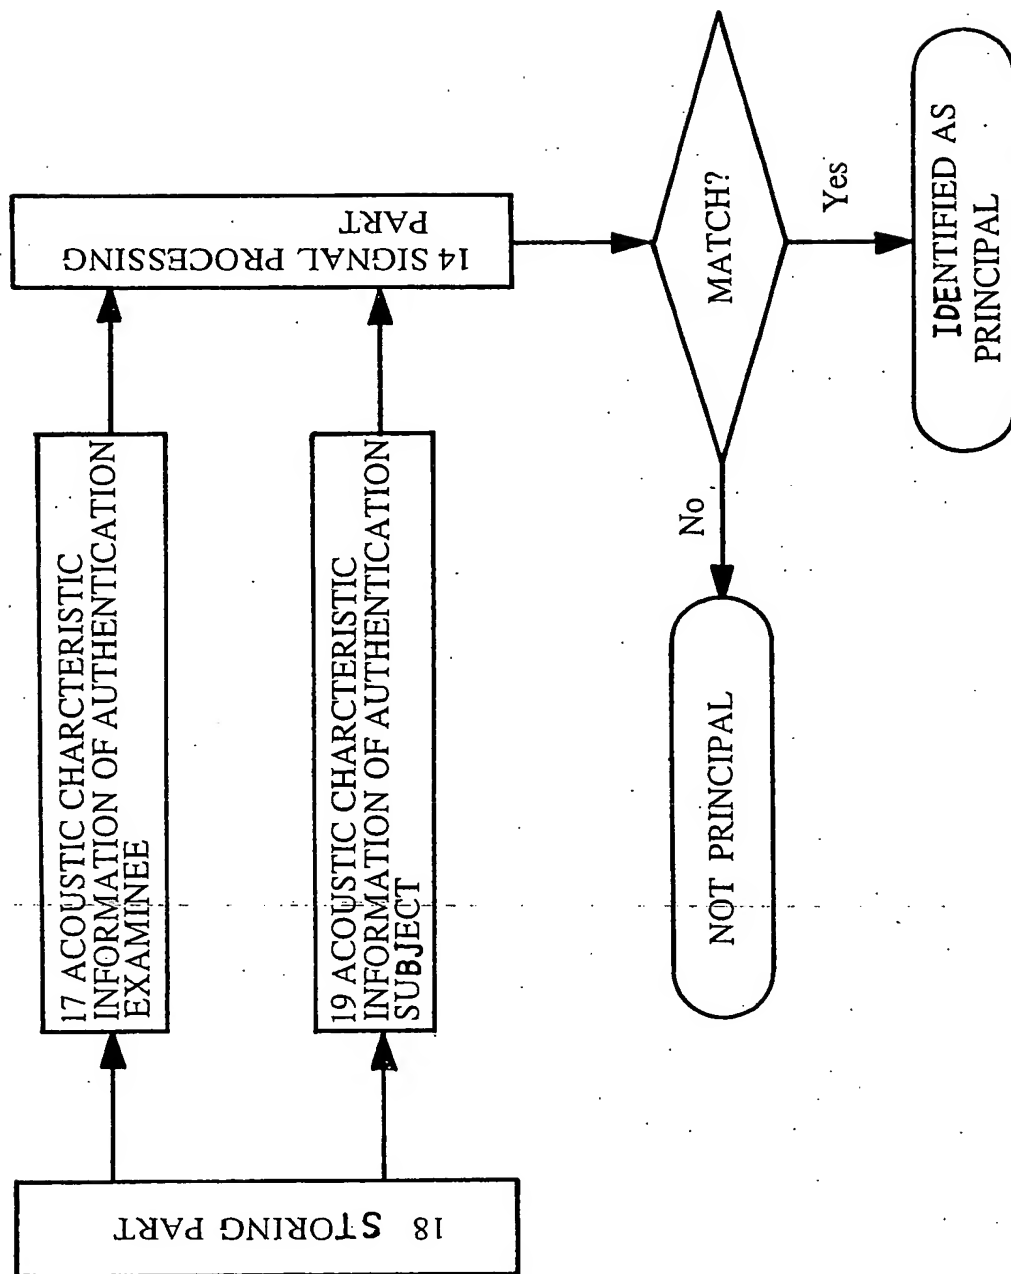 18 STORING PART
17 ACOUSTIC CHARCTERISTIC
INFORMATION OF AUTHENTICATION
EXAMINEE
19 ACOUSTIC CHARCTERISTIC
INFORMATION OF AUTHENTICATION
SUBJECT
14 SIGNAL PROCESSING
PART
MATCH?
No
Yes
NOT PRINCIPAL
IDENTIFIED AS
PRINCIPAL